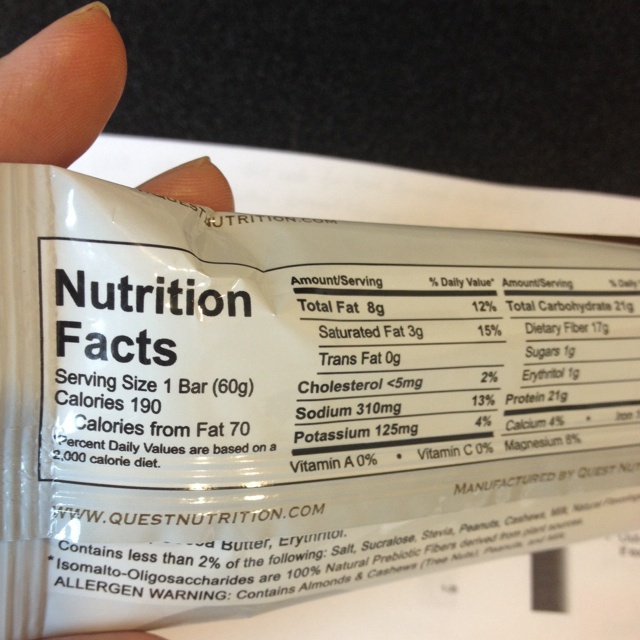 QUESTNUTRITION.COM
Nutrition
Facts
Serving Size 1 Bar (60g)
Calories 190
Calories from Fat 70
*Percent Daily Values are based on a
2,000 calorie diet.
Amount/Serving % Daily Value*
Total Fat 8g 12%
Saturated Fat 3g 15%
Trans Fat 0g
Cholesterol <5mg 2%
Sodium 310mg 13%
Potassium 125mg 4%
Vitamin A 0% • Vitamin C 0%
Amount/Serving % Daily
Total Carbohydrate 21g
Dietary Fiber 17g
Sugars 1g
Erythritol 1g
Protein 21g
Calcium 4% • Iron
Magnesium 8%
WWW.QUESTNUTRITION.COM
MANUFACTURED BY QUEST NUT
Butter, Erythritol.
Contains less than 2% of the following: Salt, Sucralose, Stevia, Peanuts, Cashews, Milk, Natural
*Isomalto-Oligosaccharides are 100% Natural Prebiotic Fibers derived from plant sources.
ALLERGEN WARNING: Contains Almonds & Cashews (Tree Nuts), Peanuts, and Milk.